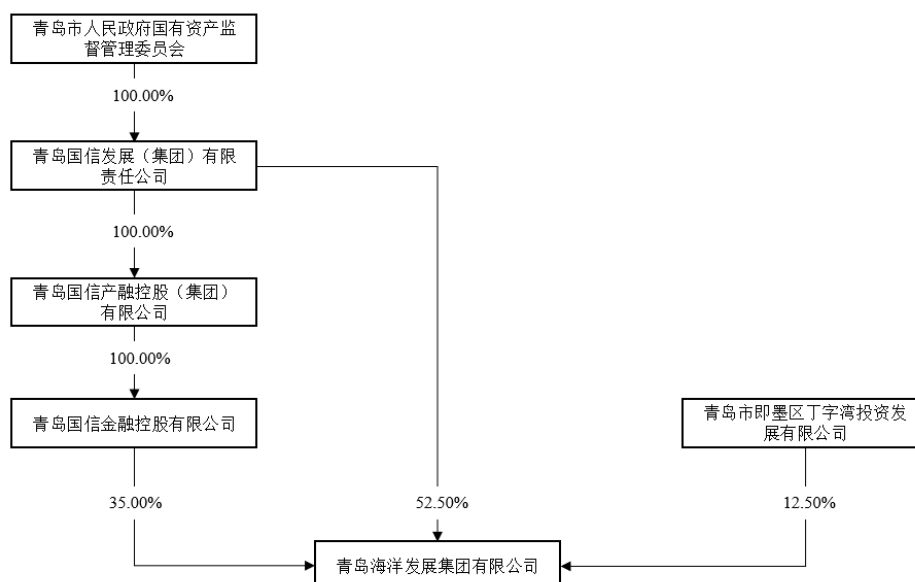 青岛市人民政府国有资产监
督管理委员会
100.00%
青岛国信发展（集团）有限
责任公司
100.00%
青岛国信产融控股（集团）
有限公司
100.00%
青岛国信金融控股有限公司
青岛市即墨区丁字湾投资发
展有限公司
35.00%
52.50%
12.50%
青岛海洋发展集团有限公司